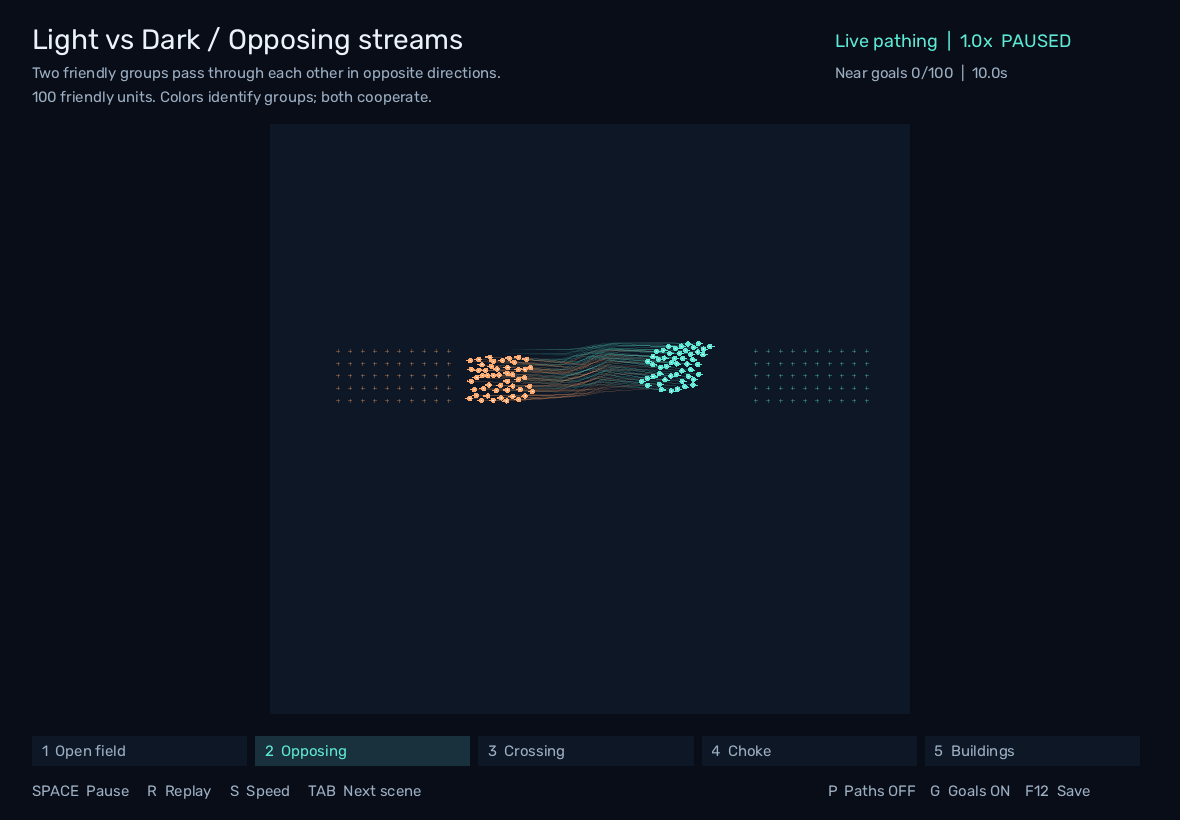 Light vs Dark / Opposing streams
Live pathing | 1.0x PAUSED
Two friendly groups pass through each other in opposite directions.
Near goals 0/100 | 10.0s
100 friendly units. Colors identify groups; both cooperate.
1 Open field
2 Opposing
3 Crossing
4 Choke
5 Buildings
SPACE Pause R Replay S Speed TAB Next scene
P Paths OFF G Goals ON F12 Save